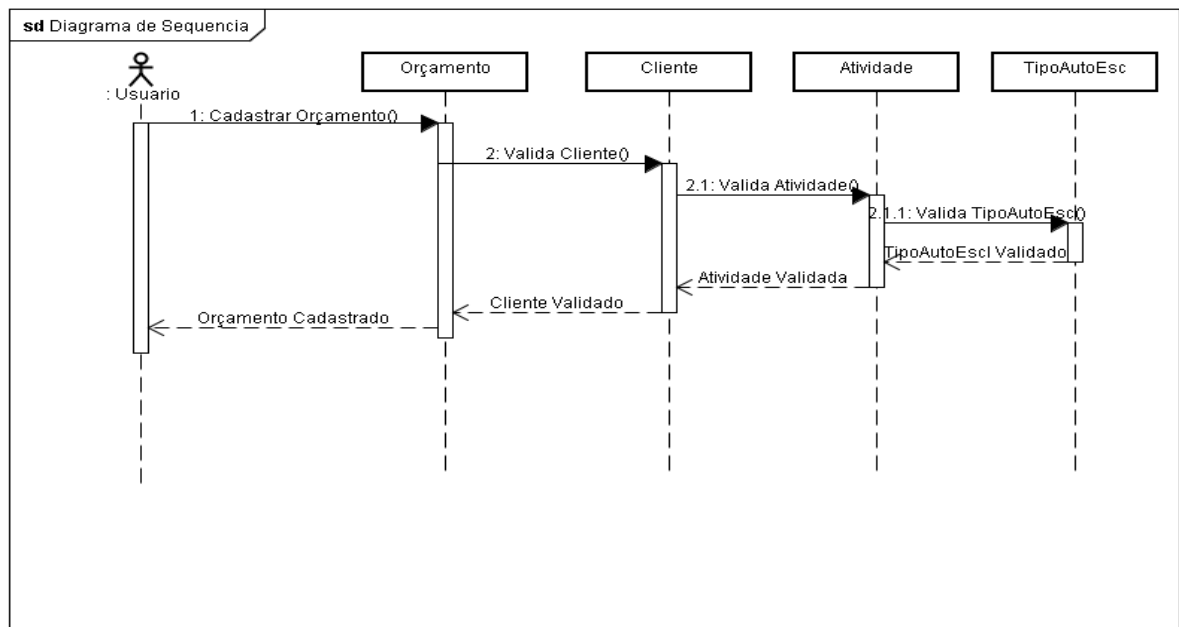 sd Diagrama de Sequencia
: Usuario
Orçamento
Cliente
Atividade
TipoAutoEsc
1: Cadastrar Orçamento()
2: Valida Cliente()
2.1: Valida Atividade()
2.1.1: Valida TipoAutoEscl()
TipoAutoEscl Validado
Atividade Validada
Cliente Validado
Orçamento Cadastrado